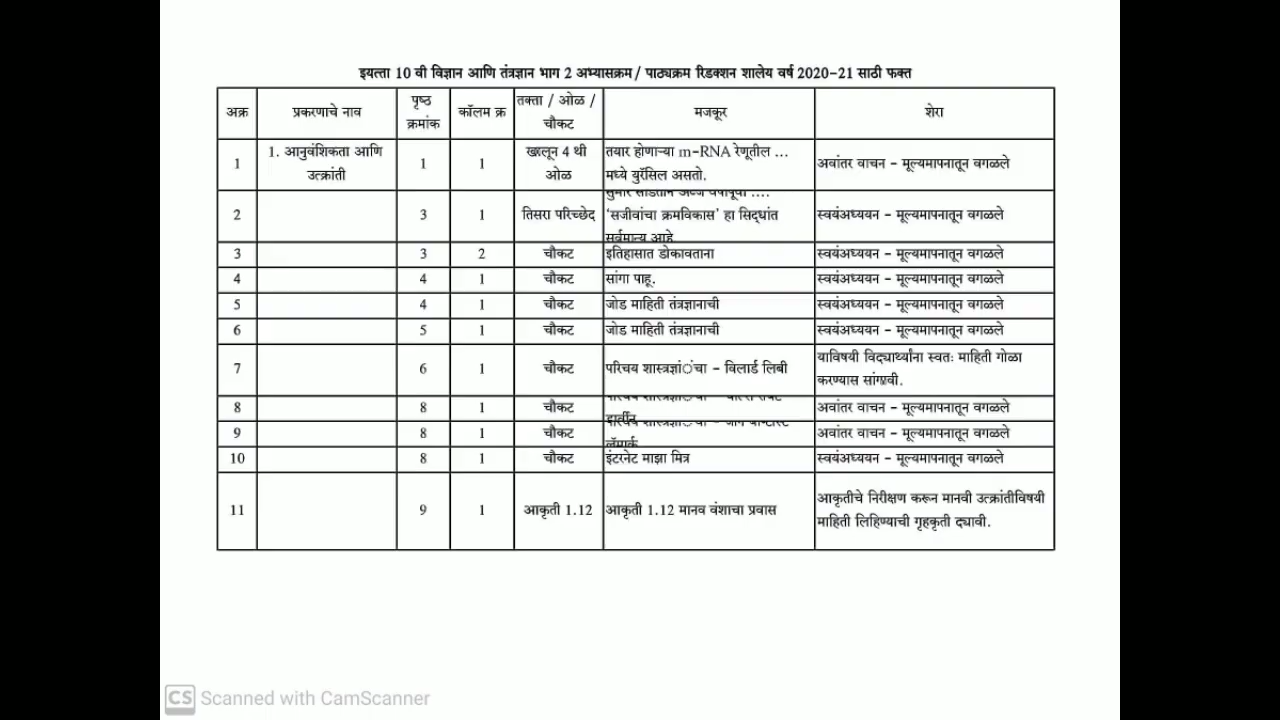 इयत्ता 10 वी विज्ञान आणि तंत्रज्ञान भाग 2 अभ्यासक्रम / पाठ्यक्रम रिडक्शन शालेय वर्ष 2020-21 साठी फक्त
अक्र प्रकरणाचे नाव पृष्ठ क्रमांक कॉलम क्र तक्ता / ओळ / चौकट मजकूर शेरा
1 1. आनुवंशिकता आणि उत्क्रांती 1 1 खालून 4 थी ओळ तयार होणाऱ्या m-RNA रेणूतील ... मध्ये युरॅसिल असतो. अवांतर वाचन - मूल्यमापनातून वगळले
2 3 1 तिसरा परिच्छेद 'सजीवांचा क्रमविकास' हा सिद्धांत सर्वमान्य आहे स्वयंअध्ययन - मूल्यमापनातून वगळले
3 3 2 चौकट इतिहासात डोकावताना स्वयंअध्ययन - मूल्यमापनातून वगळले
4 4 1 चौकट सांगा पाहू. स्वयंअध्ययन - मूल्यमापनातून वगळले
5 4 1 चौकट जोड माहिती तंत्रज्ञानाची स्वयंअध्ययन - मूल्यमापनातून वगळले
6 5 1 चौकट जोड माहिती तंत्रज्ञानाची स्वयंअध्ययन - मूल्यमापनातून वगळले
7 6 1 चौकट परिचय शास्त्रज्ञांंचा - विलार्ड लिबी याविषयी विद्यार्थ्यांना स्वतः माहिती गोळा करण्यास सांगावी.
8 8 1 चौकट अवांतर वाचन - मूल्यमापनातून वगळले
9 8 1 चौकट अवांतर वाचन - मूल्यमापनातून वगळले
10 8 1 चौकट इंटरनेट माझा मित्र स्वयंअध्ययन - मूल्यमापनातून वगळले
11 9 1 आकृती 1.12 आकृती 1.12 मानव वंशाचा प्रवास आकृतीचे निरीक्षण करून मानवी उत्क्रांतीविषयी माहिती लिहिण्याची गृहकृती द्यावी.
CS Scanned with CamScanner